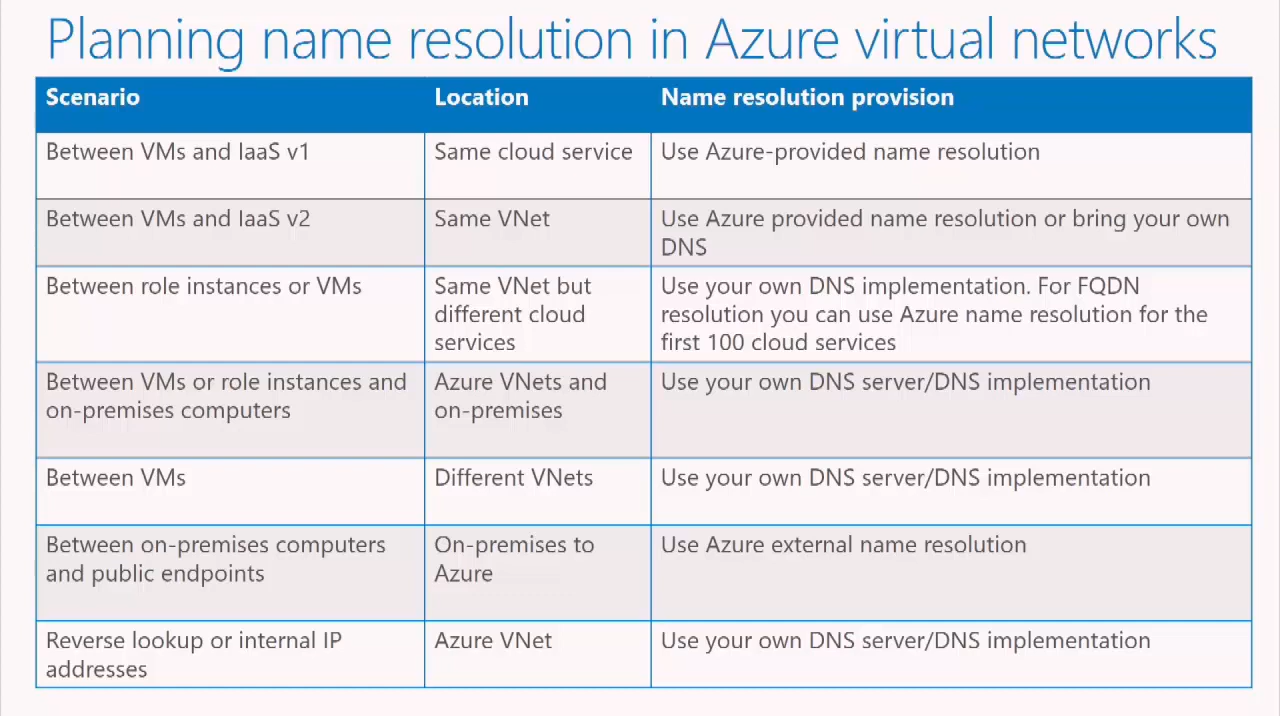 Planning name resolution in Azure virtual networks
Scenario Location Name resolution provision
Between VMs and IaaS v1 Same cloud service Use Azure-provided name resolution
Between VMs and IaaS v2 Same VNet Use Azure provided name resolution or bring your own
DNS
Between role instances or VMs Same VNet but Use your own DNS implementation. For FQDN
different cloud resolution you can use Azure name resolution for the
services first 100 cloud services
Between VMs or role instances and Azure VNets and Use your own DNS server/DNS implementation
on-premises computers on-premises
Between VMs Different VNets Use your own DNS server/DNS implementation
Between on-premises computers On-premises to Use Azure external name resolution
and public endpoints Azure
Reverse lookup or internal IP Azure VNet Use your own DNS server/DNS implementation
addresses